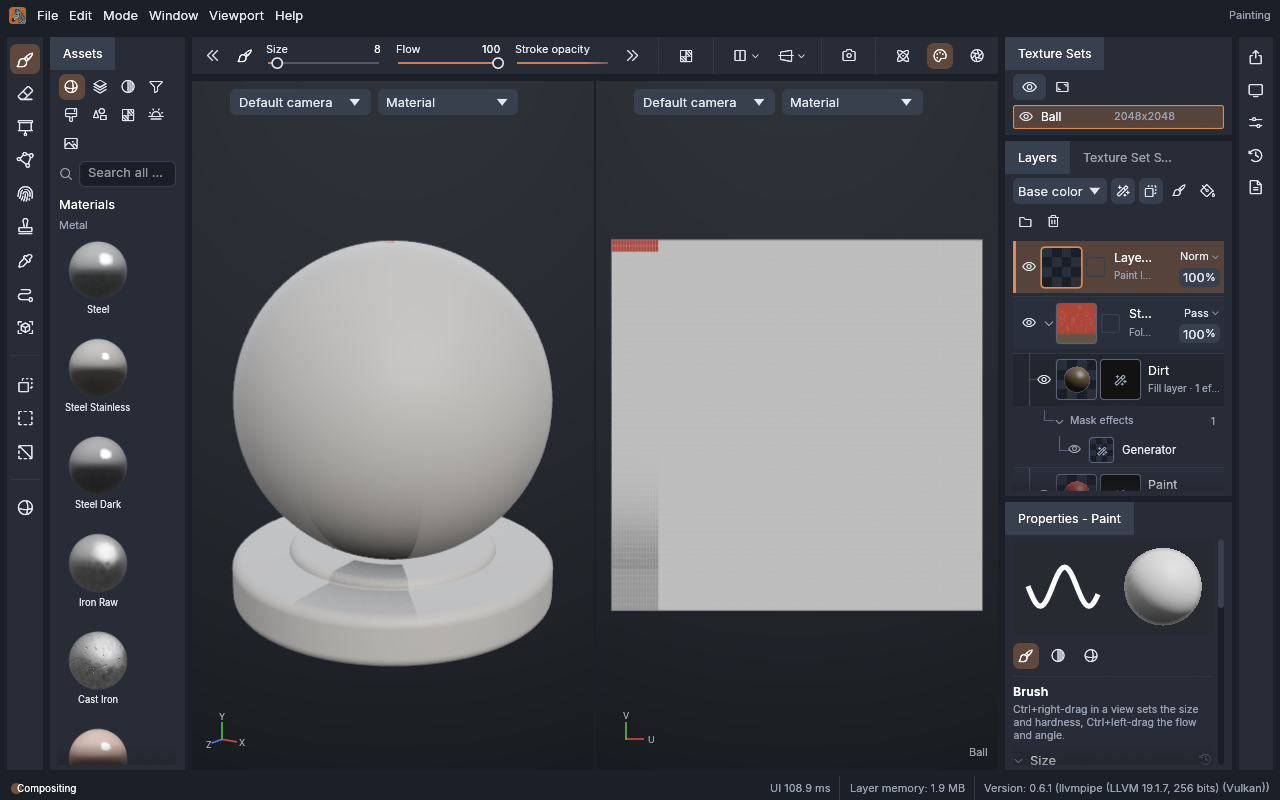 File Edit Mode Window Viewport Help
Painting
Assets
Size 8 Flow 100 Stroke opacity
Texture Sets
Default camera Material
Default camera Material
Ball 2048x2048
Layers Texture Set S...
Search all ...
Base color
Materials
Metal
Steel
Steel Stainless
Steel Dark
Iron Raw
Cast Iron
Laye... Norm
Paint l... 100%
St... Pass
Fol... 100%
Dirt
Fill layer · 1 ef...
Mask effects 1
Generator
Paint
Properties - Paint
Brush
Ctrl+right-drag in a view sets the size
and hardness, Ctrl+left-drag the flow
and angle.
Size
Y
Z X
V
U
Ball
Compositing
UI 108.9 ms Layer memory: 1.9 MB Version: 0.6.1 (llvmpipe (LLVM 19.1.7, 256 bits) (Vulkan))